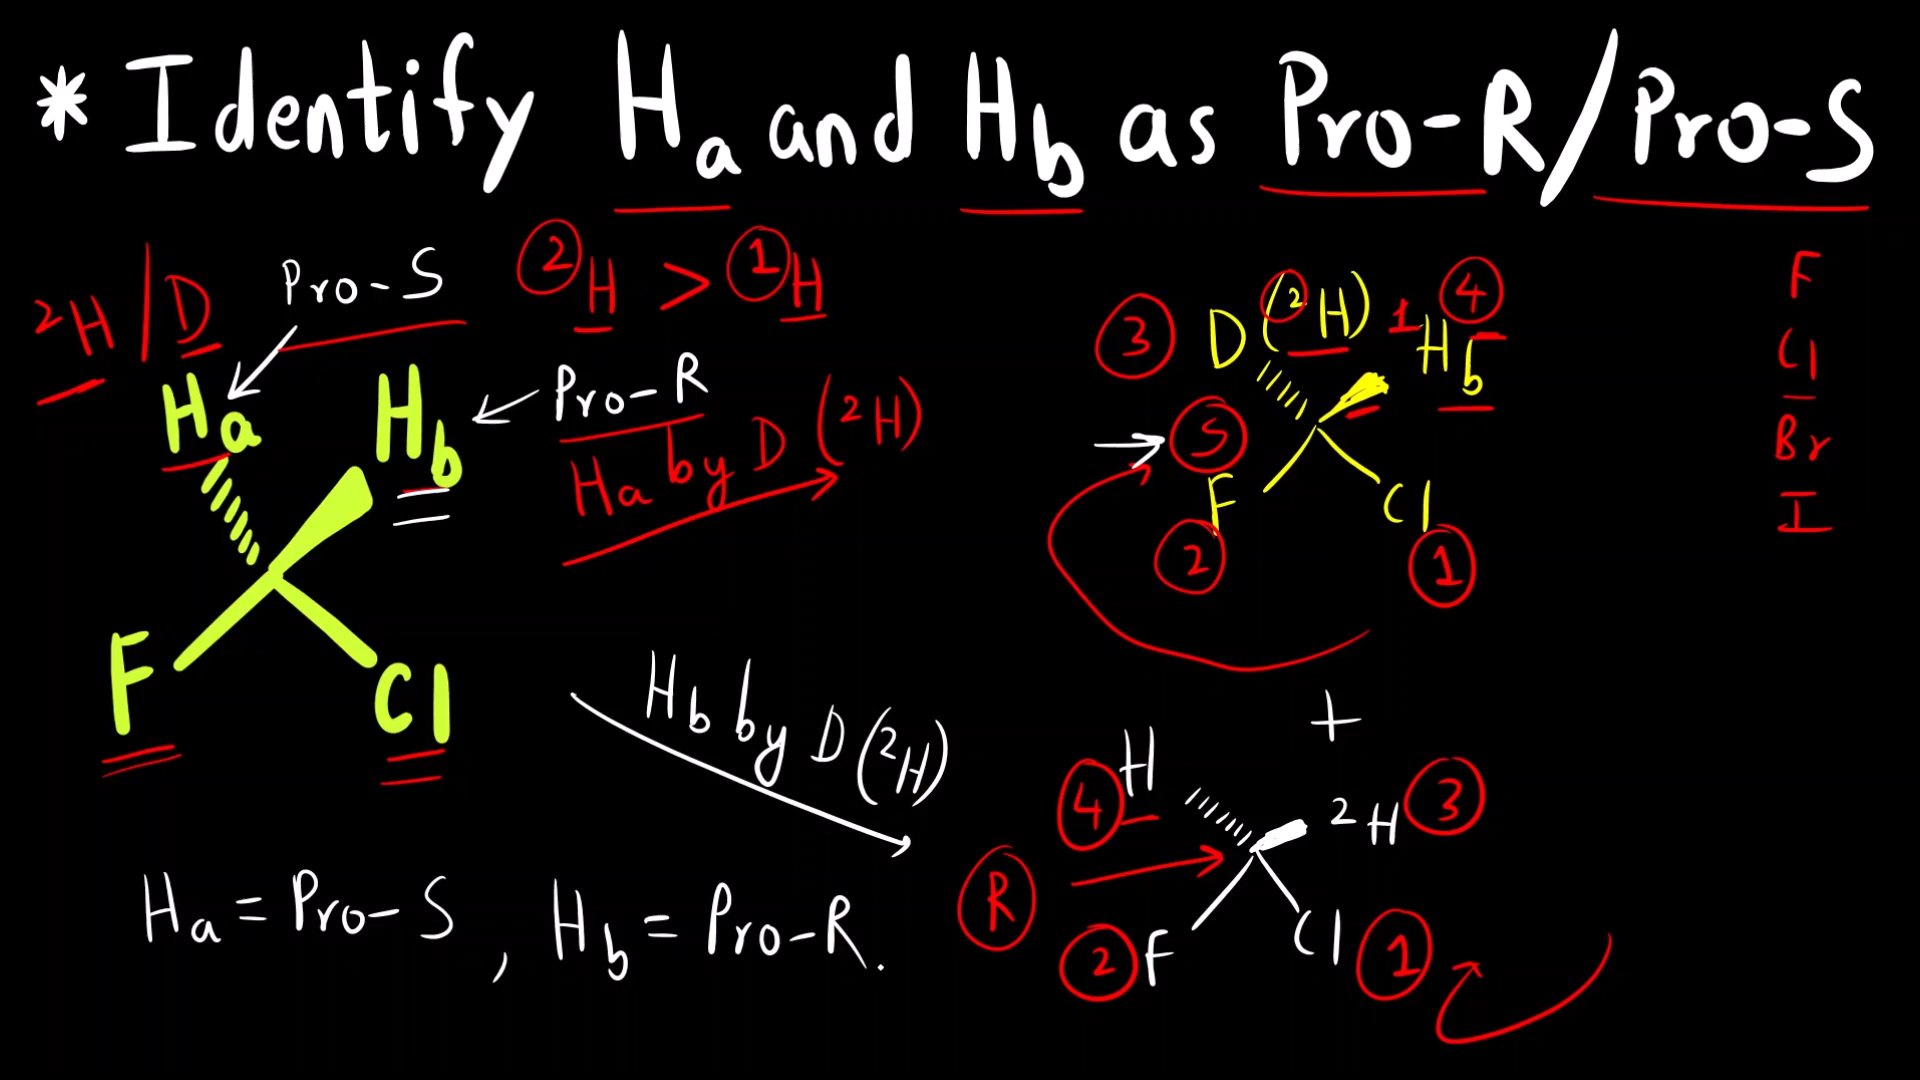 * Identify Ha and Hb as Pro-R/Pro-S
²H/D
Pro-S
²H > ¹H
Ha
Hb
Pro-R
Ha by D (²H)
F
Cl
③ D (²H)
1Hb ④
S
F
②
Cl
①
F
Cl
Br
I
Hb by D (²H)
+
④ H
²H ③
R
② F
Cl ①
Ha = Pro-S , Hb = Pro-R.